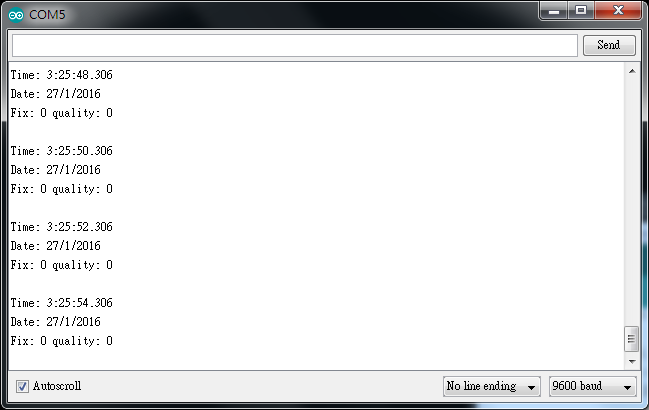 COM5
Send
Time: 3:25:48.306
Date: 27/1/2016
Fix: 0 quality: 0
Time: 3:25:50.306
Date: 27/1/2016
Fix: 0 quality: 0
Time: 3:25:52.306
Date: 27/1/2016
Fix: 0 quality: 0
Time: 3:25:54.306
Date: 27/1/2016
Fix: 0 quality: 0
Autoscroll
No line ending
9600 baud